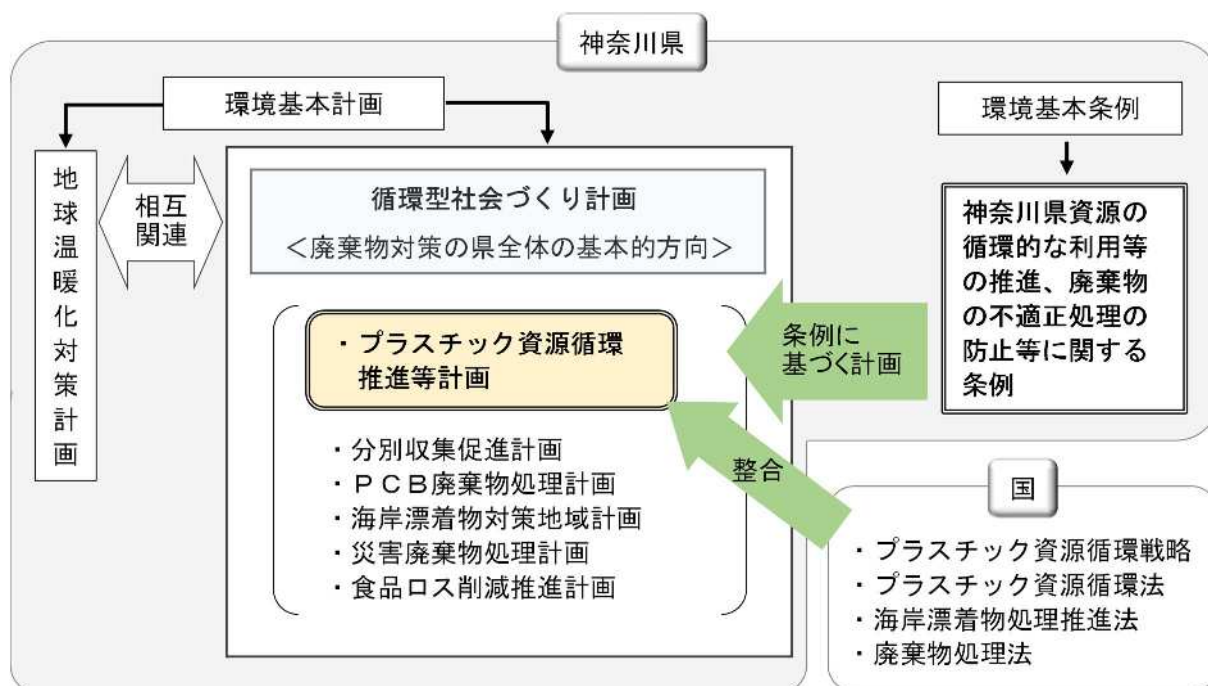 神奈川県
環境基本計画
環境基本条例
地球温暖化対策計画
相互
関連
循環型社会づくり計画
＜廃棄物対策の県全体の基本的方向＞
・プラスチック資源循環
推進等計画
・分別収集促進計画
・ＰＣＢ廃棄物処理計画
・海岸漂着物対策地域計画
・災害廃棄物処理計画
・食品ロス削減推進計画
条例に
基づく計画
神奈川県資源の
循環的な利用等
の推進、廃棄物
の不適正処理の
防止等に関する
条例
整合
国
・プラスチック資源循環戦略
・プラスチック資源循環法
・海岸漂着物処理推進法
・廃棄物処理法